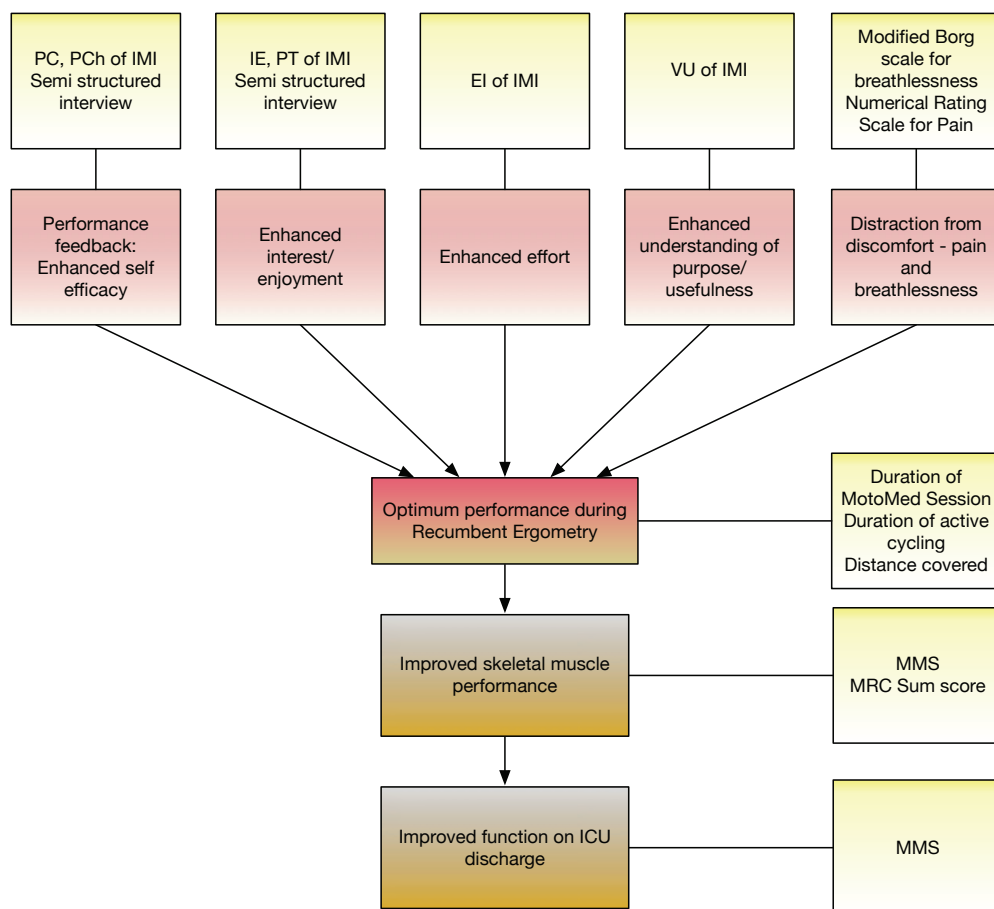 PC, PCh of IMI
Semi structured
interview
IE, PT of IMI
Semi structured
interview
EI of IMI
VU of IMI
Modified Borg
scale for
breathlessness
Numerical Rating
Scale for Pain
Performance
feedback:
Enhanced self
efficacy
Enhanced
interest/
enjoyment
Enhanced effort
Enhanced
understanding of
purpose/
usefulness
Distraction from
discomfort - pain
and
breathlessness
Optimum performance during
Recumbent Ergometry
Duration of
MotoMed Session
Duration of active
cycling
Distance covered
Improved skeletal muscle
performance
MMS
MRC Sum score
Improved function on ICU
discharge
MMS